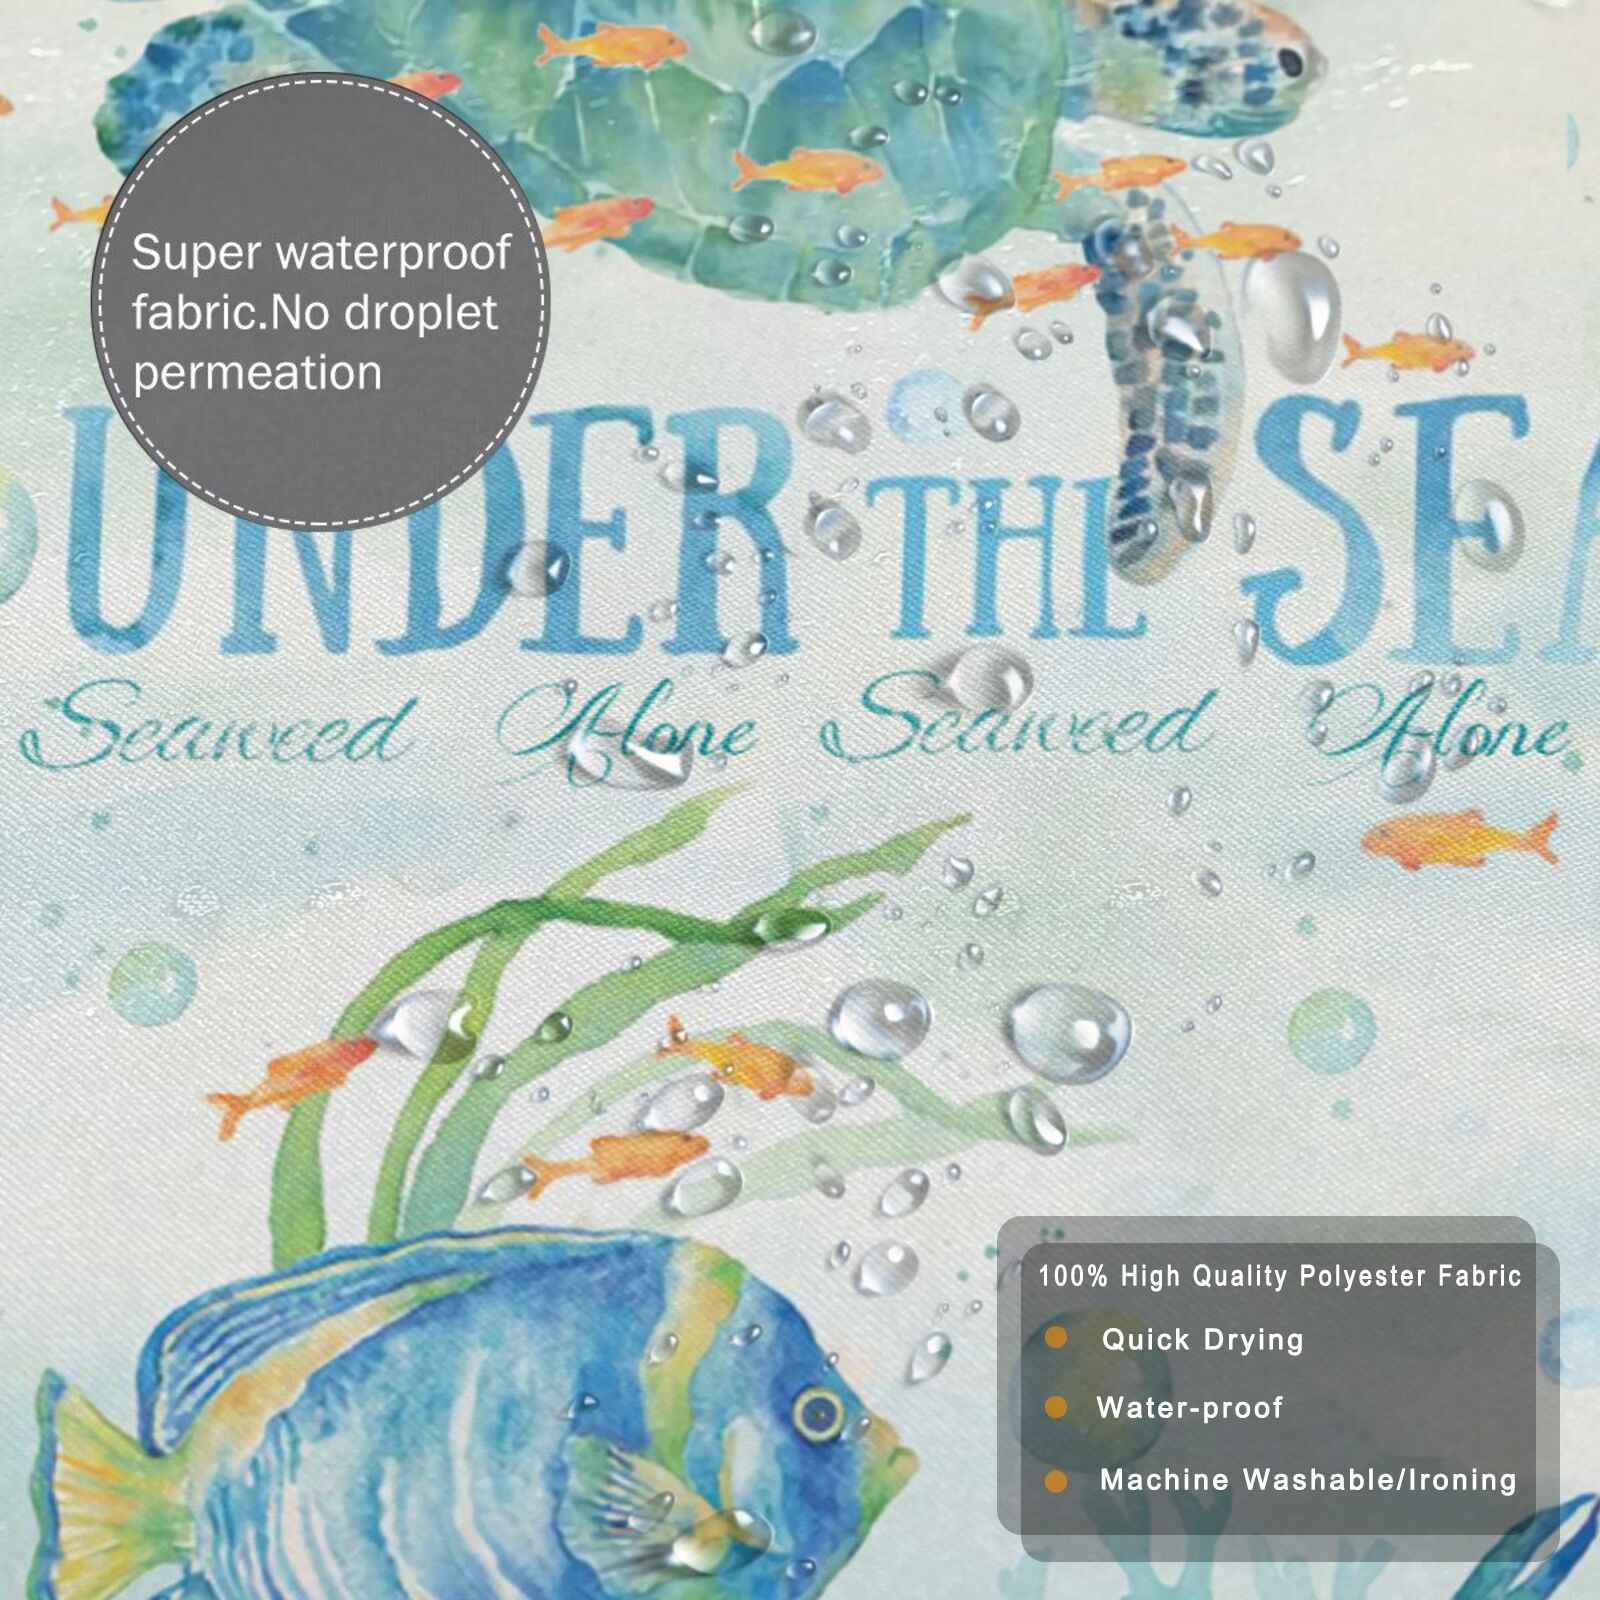 Super waterproof
fabric.No droplet
permeation
UNDER THE SEA
Seaweed Alone Seaweed Alone
100% High Quality Polyester Fabric
Quick Drying
Water-proof
Machine Washable/Ironing